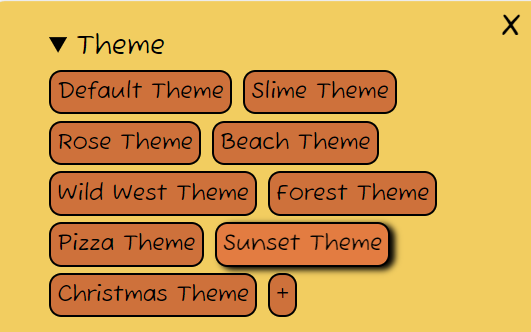 X
▼ Theme
Default Theme Slime Theme
Rose Theme Beach Theme
Wild West Theme Forest Theme
Pizza Theme Sunset Theme
Christmas Theme +